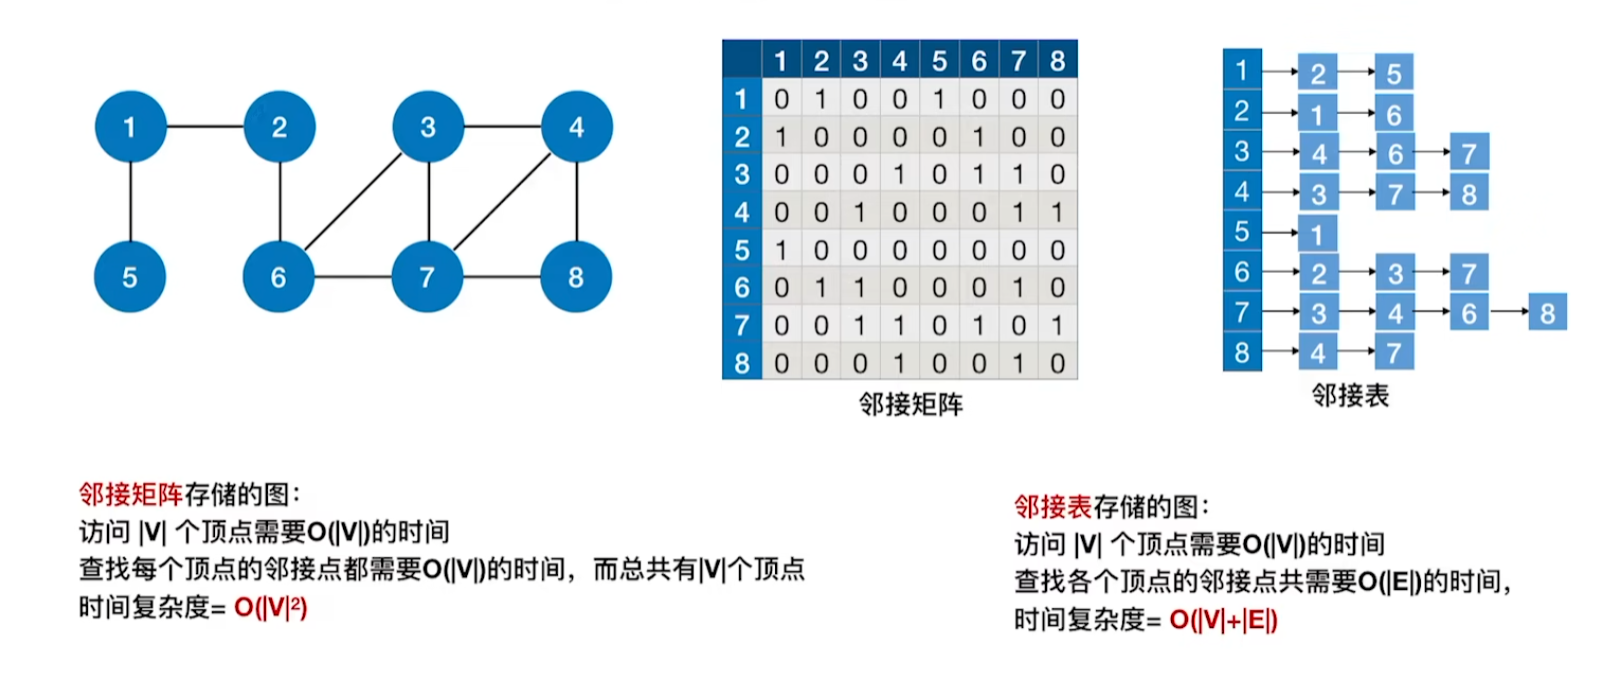 1 2 3 4
5 6 7 8
1 2 3 4 5 6 7 8
1 0 1 0 0 1 0 0 0
2 1 0 0 0 0 1 0 0
3 0 0 0 1 0 1 1 0
4 0 0 1 0 0 0 1 1
5 1 0 0 0 0 0 0 0
6 0 1 1 0 0 0 1 0
7 0 0 1 1 0 1 0 1
8 0 0 0 1 0 0 1 0
邻接矩阵
1 2 5
2 1 6
3 4 6 7
4 3 7 8
5 1
6 2 3 7
7 3 4 6 8
8 4 7
邻接表
邻接矩阵存储的图：
访问 |V| 个顶点需要O(|V|)的时间
查找每个顶点的邻接点都需要O(|V|)的时间，而总共有|V|个顶点
时间复杂度= O(|V|²)
邻接表存储的图：
访问 |V| 个顶点需要O(|V|)的时间
查找各个顶点的邻接点共需要O(|E|)的时间，
时间复杂度= O(|V|+|E|)